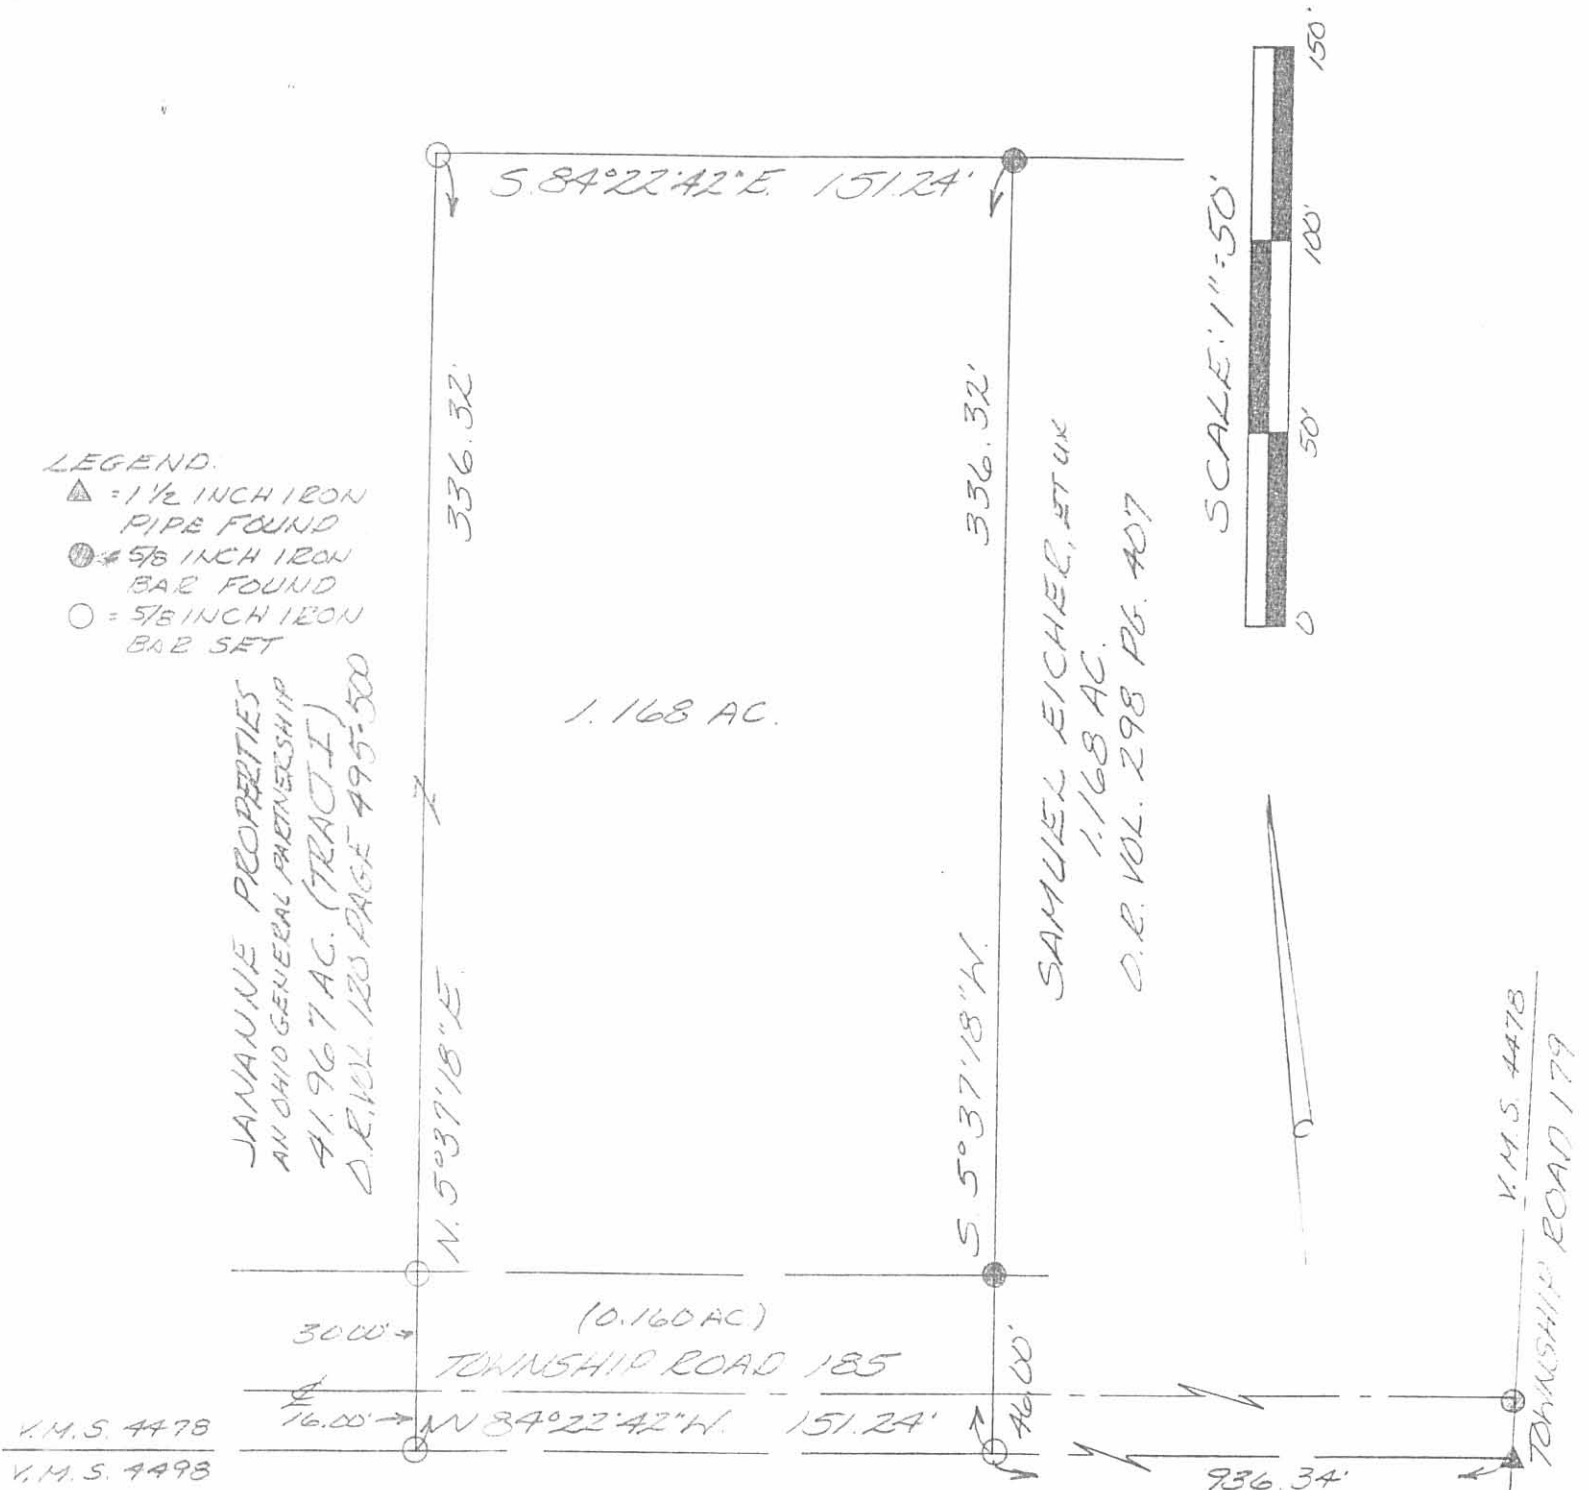 S. 84°22'42" E. 151.24'
336.32'
336.32'
SCALE: 1"=50'
150'
100'
50'
0
LEGEND.
= 1 1/2 INCH IRON
PIPE FOUND
= 5/8 INCH IRON
BAR FOUND
= 5/8 INCH IRON
BAR SET
1.168 AC.
JANANNE PROPERTIES
AN OHIO GENERAL PARTNERSHIP
41.967 AC. (TRACT I)
O.R. VOL. 120 PAGE 495-500
SAMUEL EICHER, ET UX
1.168 AC.
O.R. VOL. 298 PG. 407
N. 5°37'18" E.
S. 5°37'18" W.
V.M.S. 4478
TOWNSHIP ROAD 179
(0.160 AC.)
30.00'
TOWNSHIP ROAD 185
16.00'
N 84°22'42" W. 151.24'
46.00'
V.M.S. 4478
V.M.S. 4498
936.34'